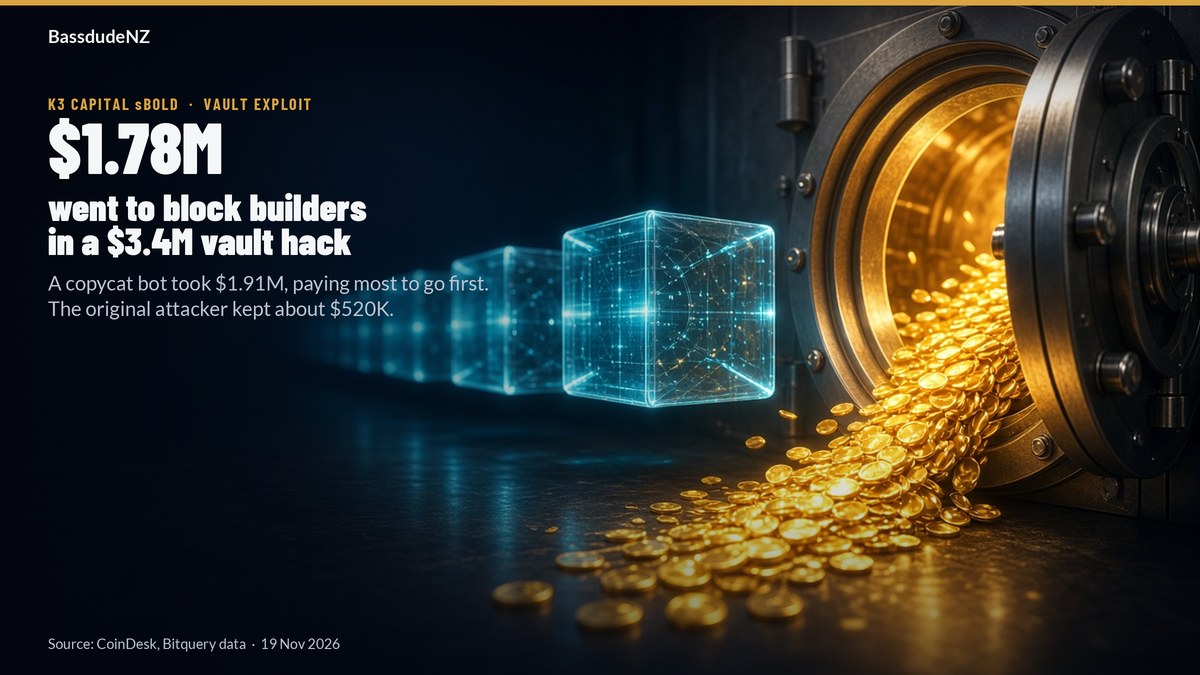 BassdudeNZ
K3 CAPITAL sBOLD · VAULT EXPLOIT
$1.78M
went to block builders
in a $3.4M vault hack
A copycat bot took $1.91M, paying most to go first.
The original attacker kept about $520K.
Source: CoinDesk, Bitquery data · 19 Nov 2026